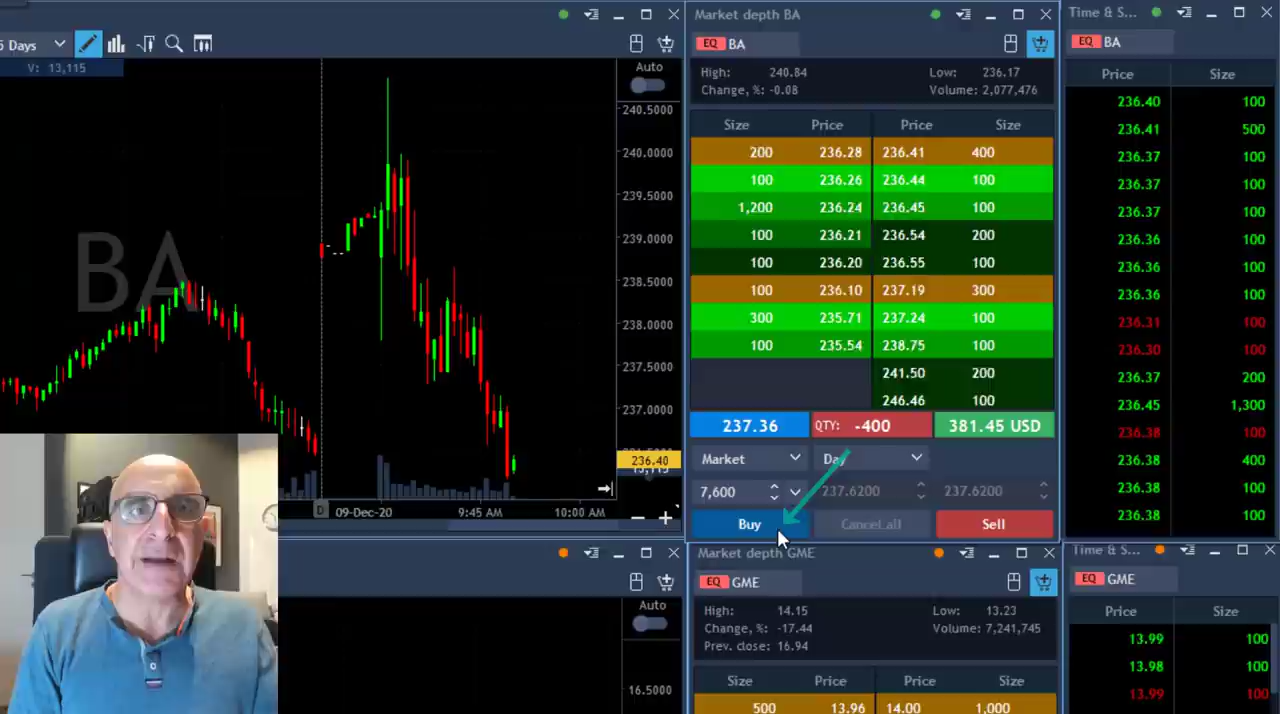 5 Days
V: 13,115
Auto
BA
240.5000
240.0000
239.5000
239.0000
238.5000
238.0000
237.5000
237.0000
236.40
13,115
D
09-Dec-20
9:45 AM
10:00 AM
Market depth BA
EQ BA
High: 240.84 Low: 236.17
Change, %: -0.08 Volume: 2,077,476
Size Price Price Size
200 236.28 236.41 400
100 236.26 236.44 100
1,200 236.24 236.45 100
100 236.21 236.54 200
100 236.20 236.55 100
100 236.10 237.19 300
300 235.71 237.24 100
100 235.54 238.75 100
241.50 200
246.46 100
237.36 QTY: -400 381.45 USD
Market Day
7,600 237.6200 237.6200
Buy Cancel all Sell
Time & S...
EQ BA
Price Size
236.40 100
236.41 500
236.37 100
236.37 100
236.37 100
236.36 100
236.36 100
236.36 100
236.31 100
236.30 100
236.37 200
236.45 1,300
236.38 100
236.38 400
236.38 100
236.38 100
Auto
16.5000
Market depth GME
EQ GME
High: 14.15 Low: 13.23
Change, %: -17.44 Volume: 7,241,745
Prev. close: 16.94
Size Price Price Size
500 13.96 14.00 1,000
Time & S...
EQ GME
Price Size
13.99 100
13.98 100
13.99 100